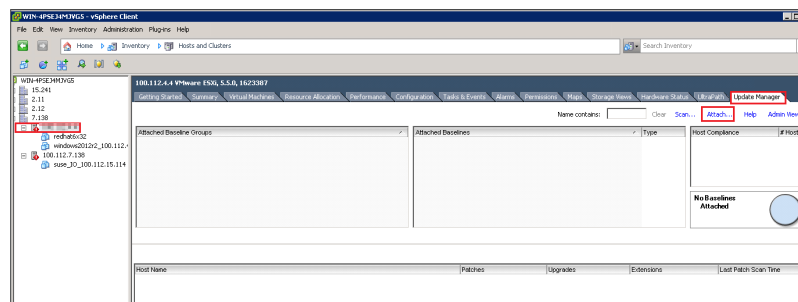 WIN-4PSEJ4MJVG5 - vSphere Client
File Edit View Inventory Administration Plug-ins Help
Home Inventory Hosts and Clusters
Search Inventory
WIN-4PSEJ4MJVG5
15.241
2.11
2.12
7.138
redhat6x32
windows2012r2_100.112.
100.112.7.138
suse_IO_100.112.15.114
100.112.4.4 VMware ESXi, 5.5.0, 1623387
Getting Started Summary Virtual Machines Resource Allocation Performance Configuration Tasks & Events Alarms Permissions Maps Storage Views Hardware Status UltraPath Update Manager
Name contains: Clear Scan... Attach... Help Admin View
Attached Baseline Groups
Attached Baselines Type
Host Compliance # Host
No Baselines
Attached
Host Name Patches Upgrades Extensions Last Patch Scan Time